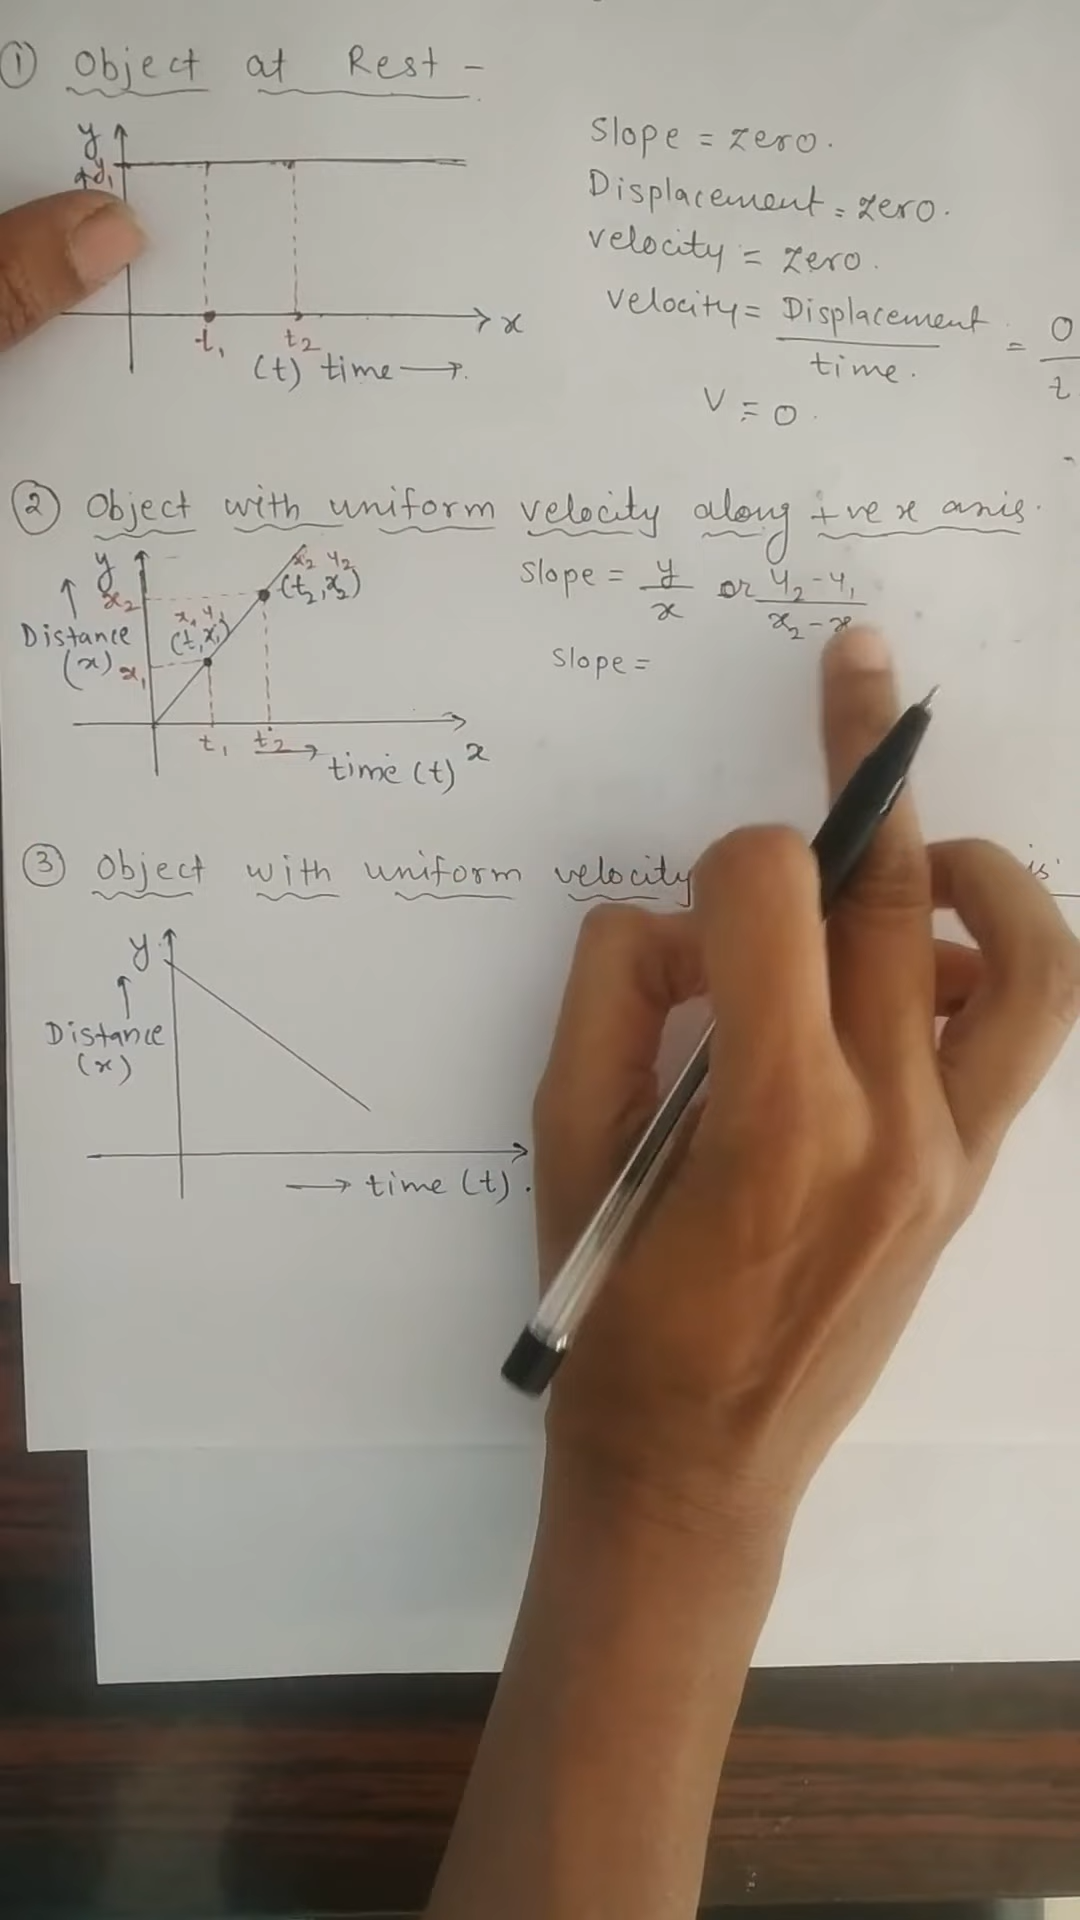 ① Object at Rest -
y
y₁
t₁
t₂
x
(t) time →
Slope = zero.
Displacement = zero.
velocity = zero.
velocity = Displacement / time. = 0 / t
V = 0.
② Object with uniform velocity along +ve x axis.
y
x₂
Distance
(x)
x₁
x₁ y₁
(t₁, x₁)
x₂ y₂
(t₂, x₂)
t₁
t₂
time (t)
x
Slope = y / x or y₂ - y₁ / x₂ - x
Slope =
③ Object with uniform velocity
y
Distance
(x)
→ time (t).